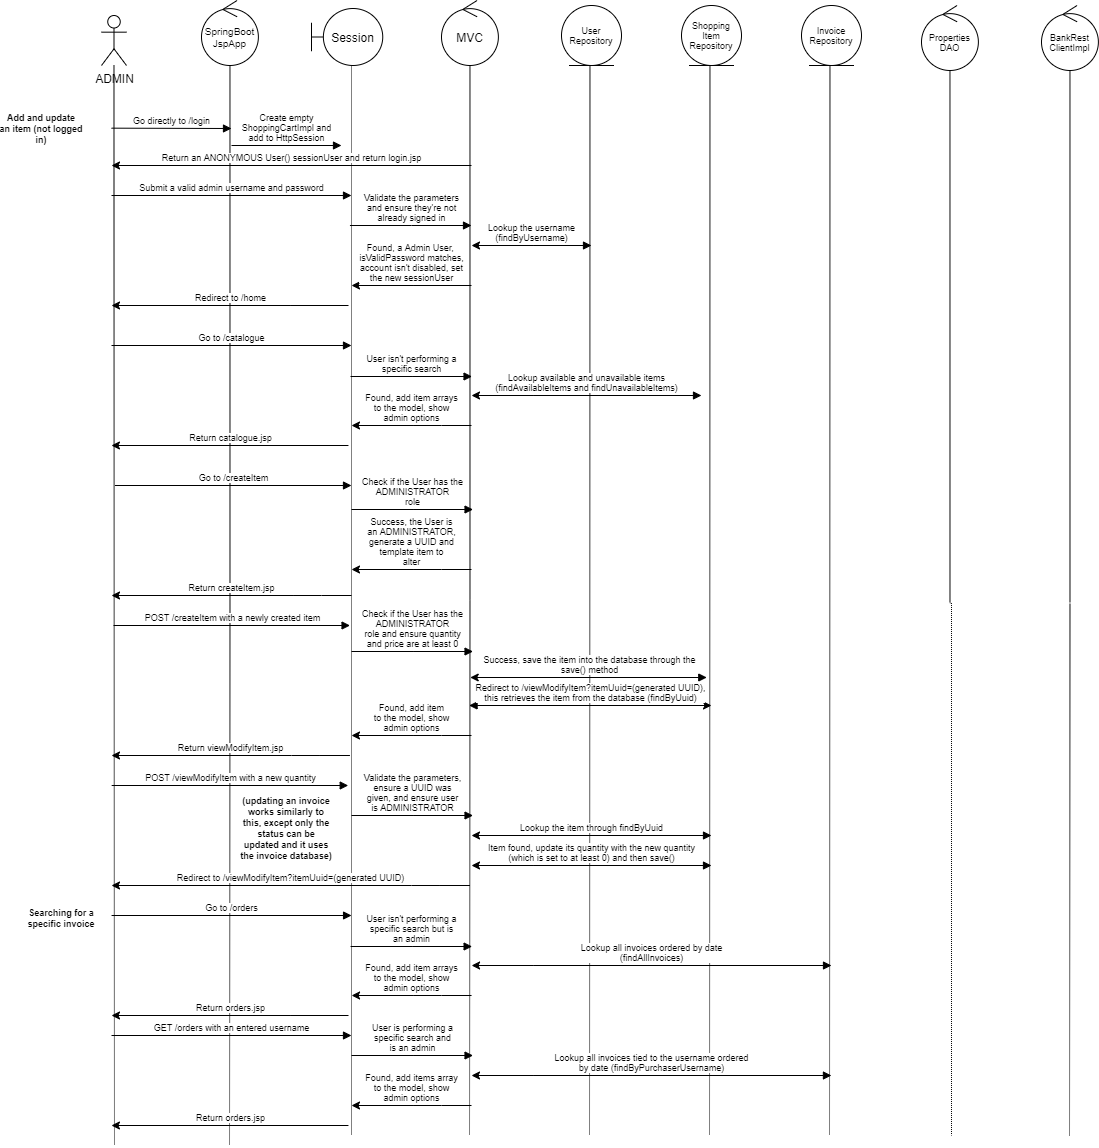 ADMIN
SpringBoot
JspApp
Session
MVC
User
Repository
Shopping
Item
Repository
Invoice
Repository
Properties
DAO
BankRest
ClientImpl
Add and update
an item (not logged
in)
Go directly to /login
Create empty
ShoppingCartImpl and
add to HttpSession
Return an ANONYMOUS User() sessionUser and return login.jsp
Submit a valid admin username and password
Validate the parameters
and ensure they're not
already signed in
Lookup the username
(findByUsername)
Found, a Admin User,
isValidPassword matches,
account isn't disabled, set
the new sessionUser
Redirect to /home
Go to /catalogue
User isn't performing a
specific search
Lookup available and unavailable items
(findAvailableItems and findUnavailableItems)
Found, add item arrays
to the model, show
admin options
Return catalogue.jsp
Go to /createItem
Check if the User has the
ADMINISTRATOR
role
Success, the User is
an ADMINISTRATOR,
generate a UUID and
template item to
alter
Return createItem.jsp
POST /createItem with a newly created item
Check if the User has the
ADMINISTRATOR
role and ensure quantity
and price are at least 0
Success, save the item into the database through the
save() method
Redirect to /viewModifyItem?itemUuid=(generated UUID),
this retrieves the item from the database (findByUuid)
Found, add item
to the model, show
admin options
Return viewModifyItem.jsp
POST /viewModifyItem with a new quantity
Validate the parameters,
ensure a UUID was
given, and ensure user
is ADMINISTRATOR
(updating an invoice
works similarly to
this, except only the
status can be
updated and it uses
the invoice database)
Lookup the item through findByUuid
Item found, update its quantity with the new quantity
(which is set to at least 0) and then save()
Redirect to /viewModifyItem?itemUuid=(generated UUID)
Searching for a
specific invoice
Go to /orders
User isn't performing a
specific search but is
an admin
Lookup all invoices ordered by date
(findAllInvoices)
Found, add item arrays
to the model, show
admin options
Return orders.jsp
GET /orders with an entered username
User is performing a
specific search and
is an admin
Lookup all invoices tied to the username ordered
by date (findByPurchaserUsername)
Found, add items array
to the model, show
admin options
Return orders.jsp